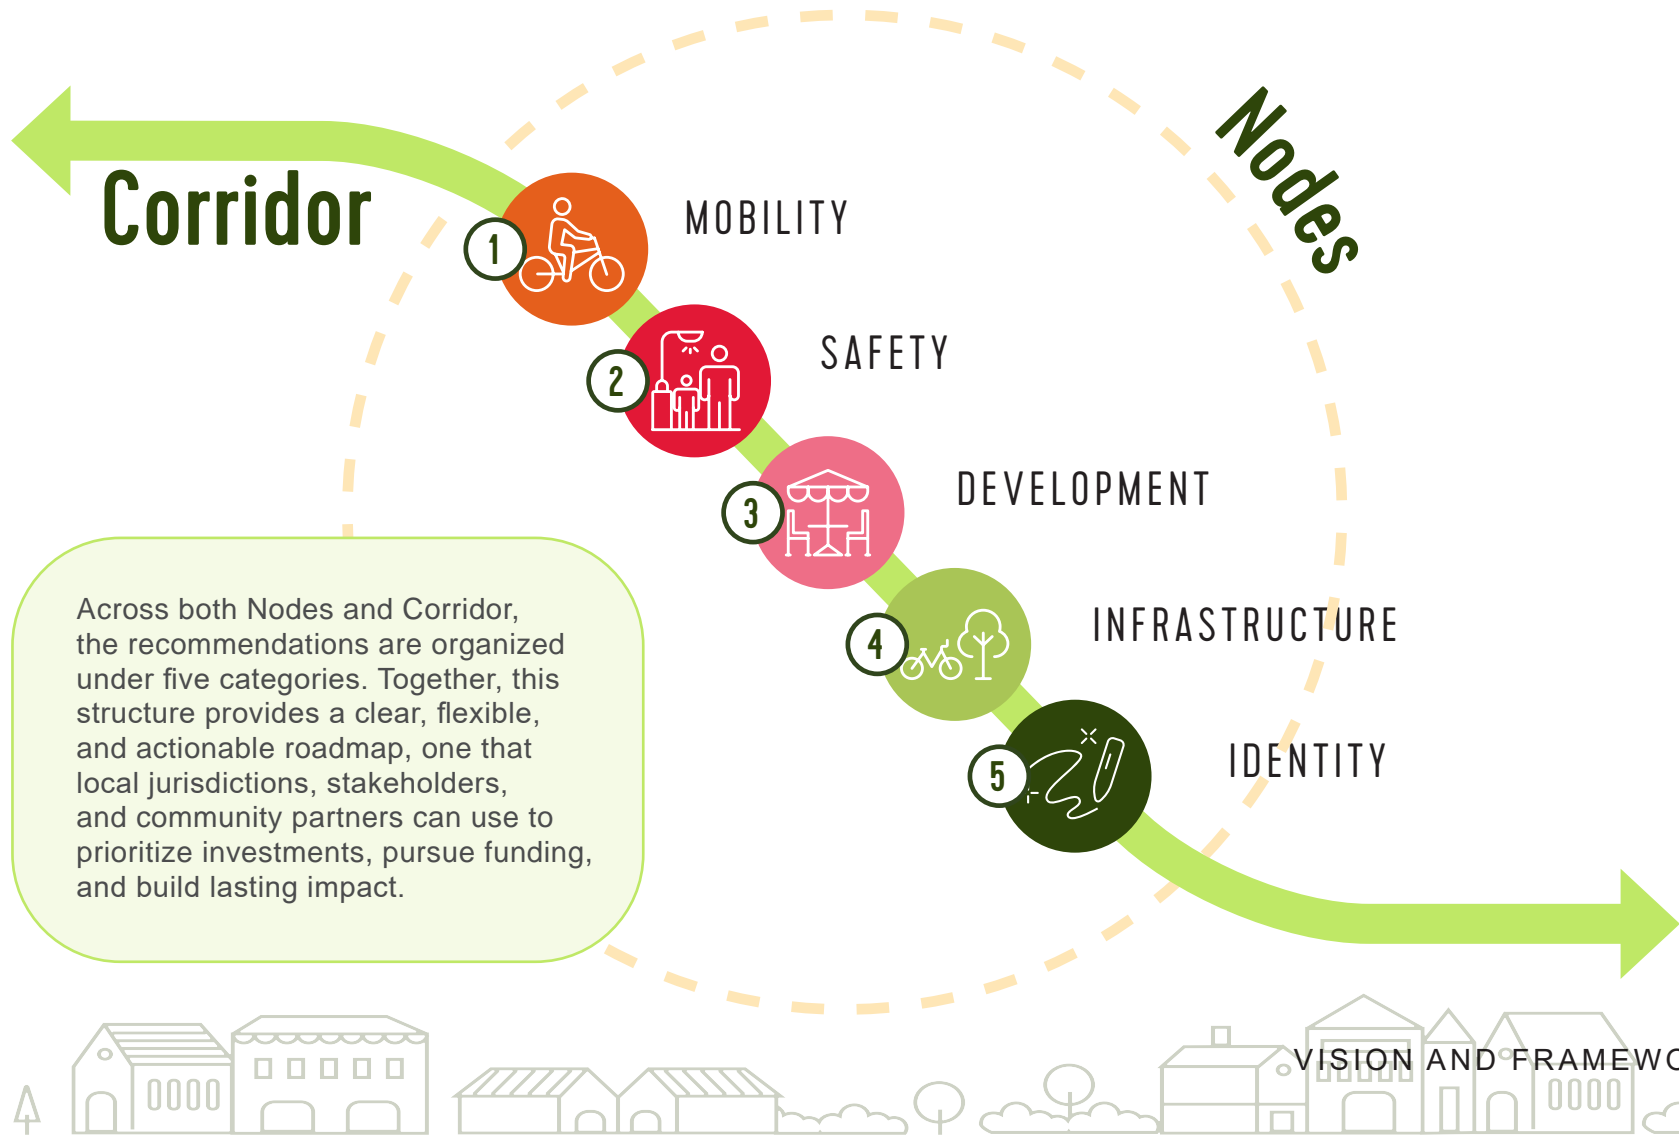 Corridor
Nodes
1
MOBILITY
2
SAFETY
3
DEVELOPMENT
4
INFRASTRUCTURE
5
IDENTITY
Across both Nodes and Corridor,
the recommendations are organized
under five categories. Together, this
structure provides a clear, flexible,
and actionable roadmap, one that
local jurisdictions, stakeholders,
and community partners can use to
prioritize investments, pursue funding,
and build lasting impact.
VISION AND